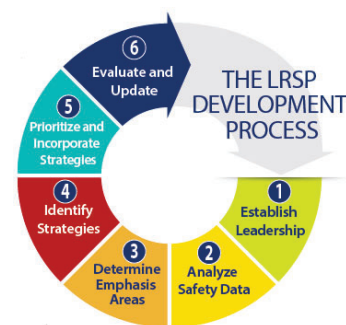 THE LRSP
DEVELOPMENT
PROCESS
1
Establish
Leadership
2
Analyze
Safety Data
3
Determine
Emphasis
Areas
4
Identify
Strategies
5
Prioritize and
Incorporate
Strategies
6
Evaluate and
Update